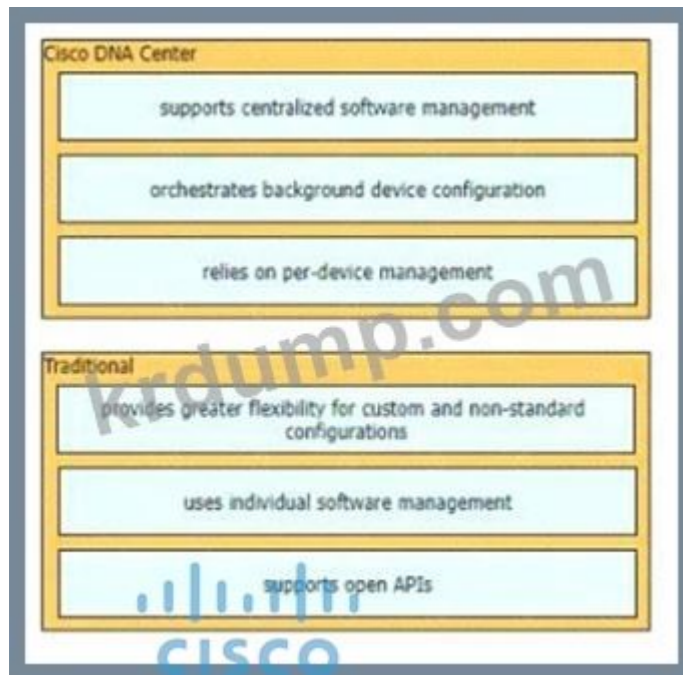 Cisco DNA Center
supports centralized software management
orchestrates background device configuration
relies on per-device management
krdump.com
Traditional
provides greater flexibility for custom and non-standard
configurations
uses individual software management
supports open APIs
CISCO